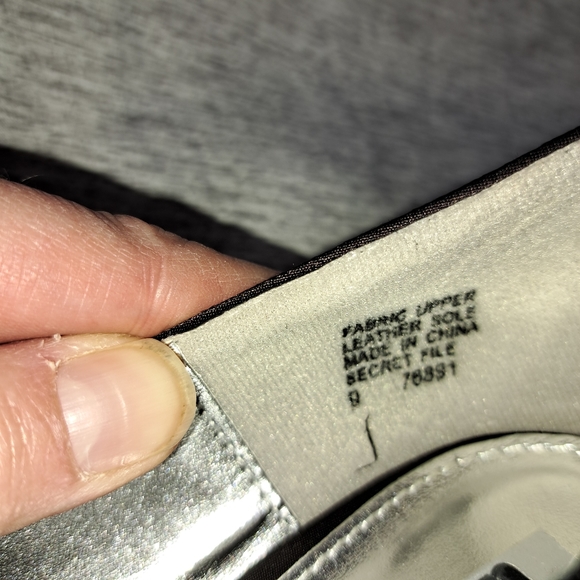 FABRIC UPPER
LEATHER SOLE
MADE IN CHINA
SECRET FILE
9 76891